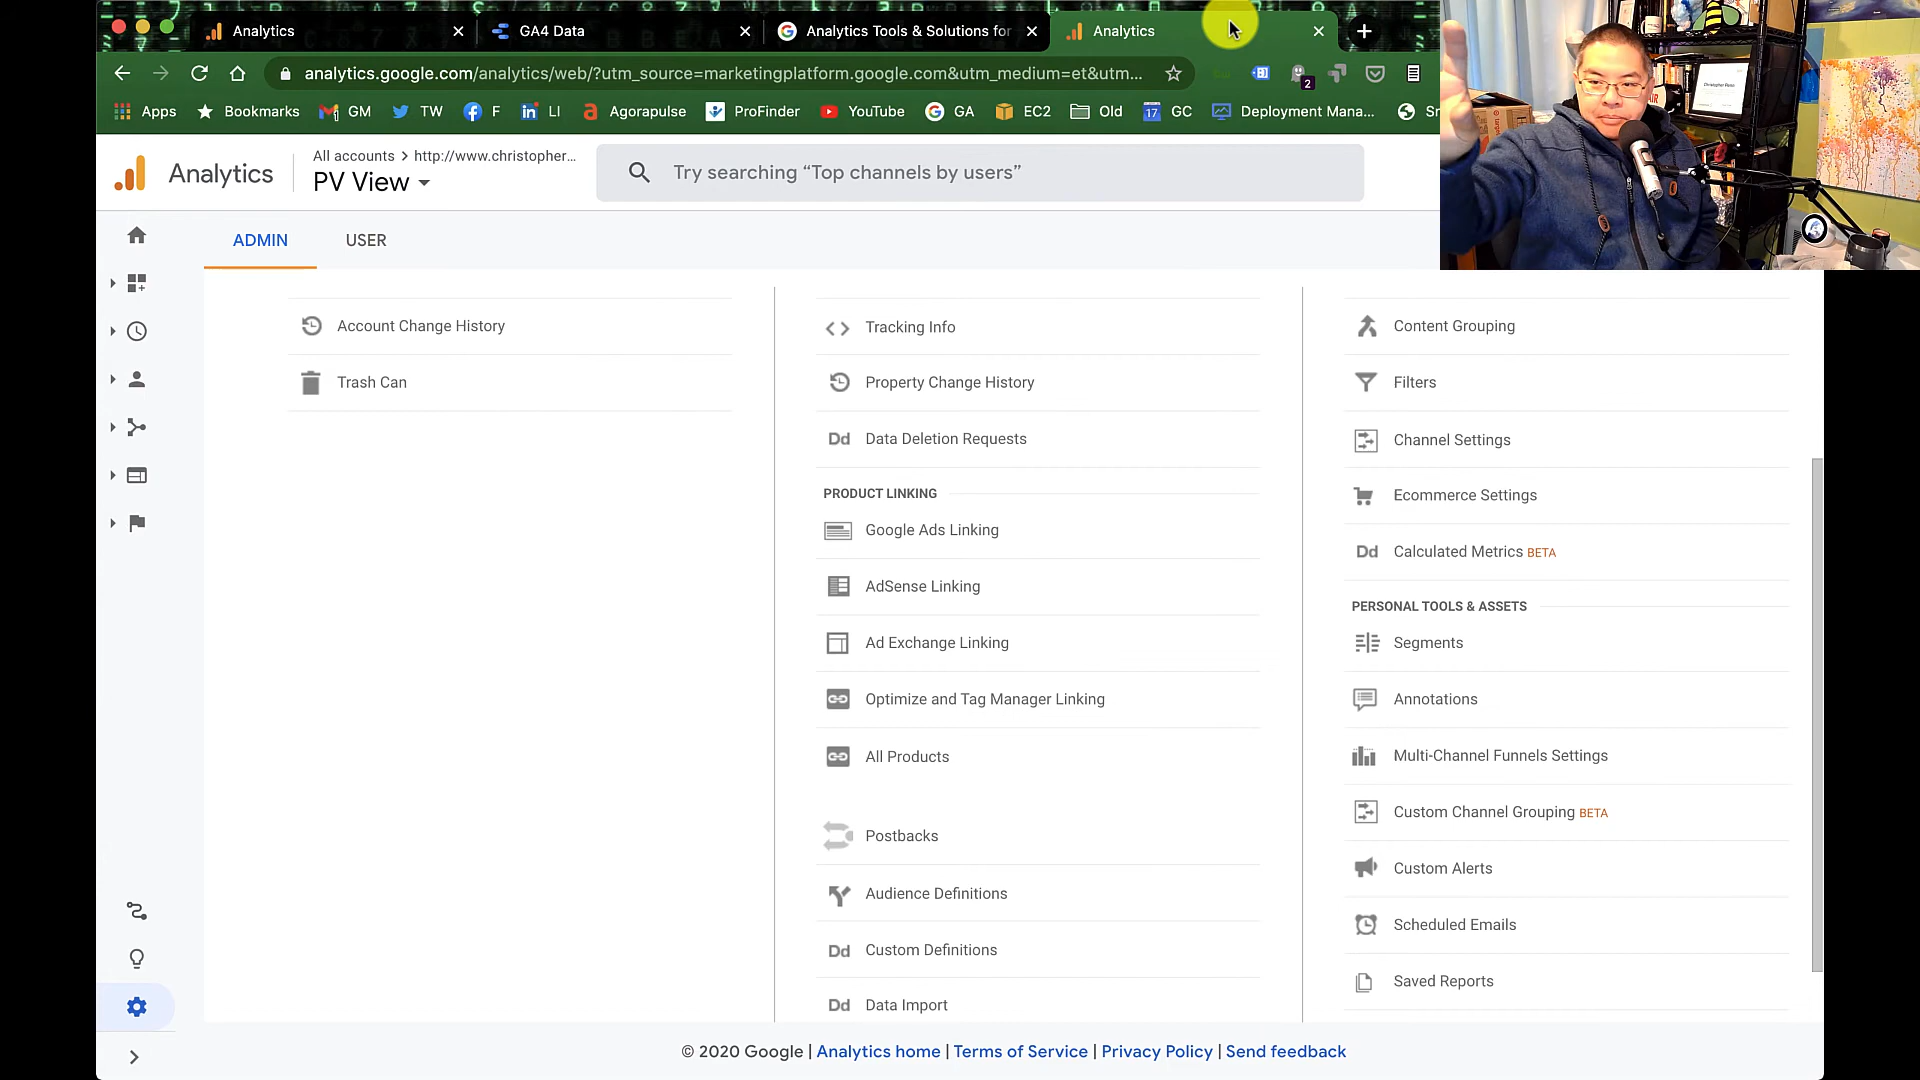 Analytics
GA4 Data
Analytics Tools & Solutions for
Analytics
analytics.google.com/analytics/web/?utm_source=marketingplatform.google.com&utm_medium=et&utm...
2
Apps
Bookmarks
GM
TW
F
LI
Agorapulse
ProFinder
YouTube
GA
EC2
Old
17
GC
Deployment Mana...
Analytics
All accounts > http://www.christopher...
PV View
Try searching “Top channels by users”
ADMIN
USER
Account Change History
Trash Can
Tracking Info
Property Change History
Dd Data Deletion Requests
PRODUCT LINKING
Google Ads Linking
AdSense Linking
Ad Exchange Linking
Optimize and Tag Manager Linking
All Products
Postbacks
Audience Definitions
Dd Custom Definitions
Dd Data Import
Content Grouping
Filters
Channel Settings
Ecommerce Settings
Dd Calculated Metrics BETA
PERSONAL TOOLS & ASSETS
Segments
Annotations
Multi-Channel Funnels Settings
Custom Channel Grouping BETA
Custom Alerts
Scheduled Emails
Saved Reports
© 2020 Google | Analytics home | Terms of Service | Privacy Policy | Send feedback